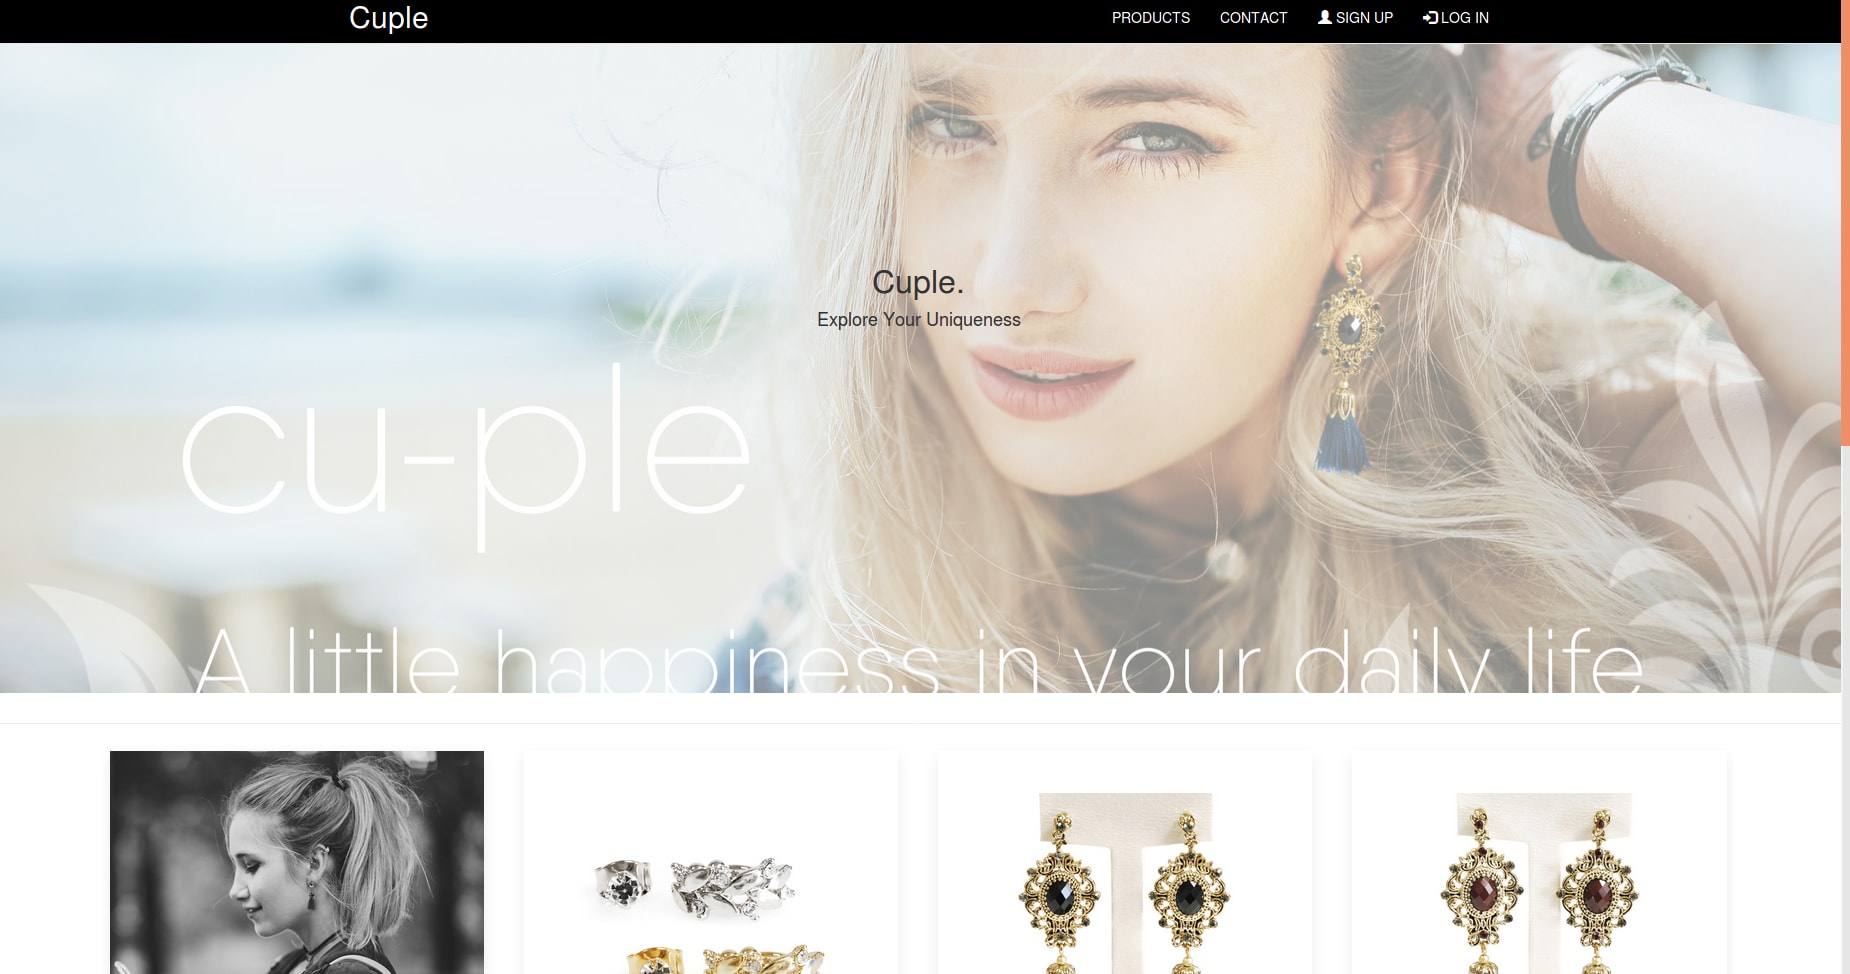 Cuple
PRODUCTS CONTACT SIGN UP LOG IN
Cuple.
Explore Your Uniqueness
cu-ple
A little happiness in your daily life